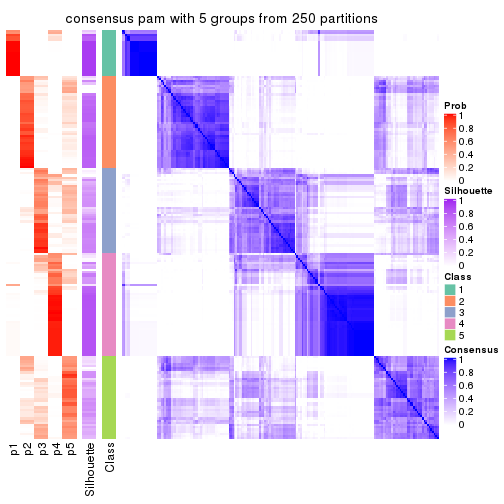 consensus pam with 5 groups from 250 partitions
Prob
1
0.8
0.6
0.4
0.2
0
Silhouette
1
0.8
0.6
0.4
0.2
0
Class
1
2
3
4
5
Consensus
1
0.8
0.6
0.4
0.2
0
p1
p2
p3
p4
p5
Silhouette
Class